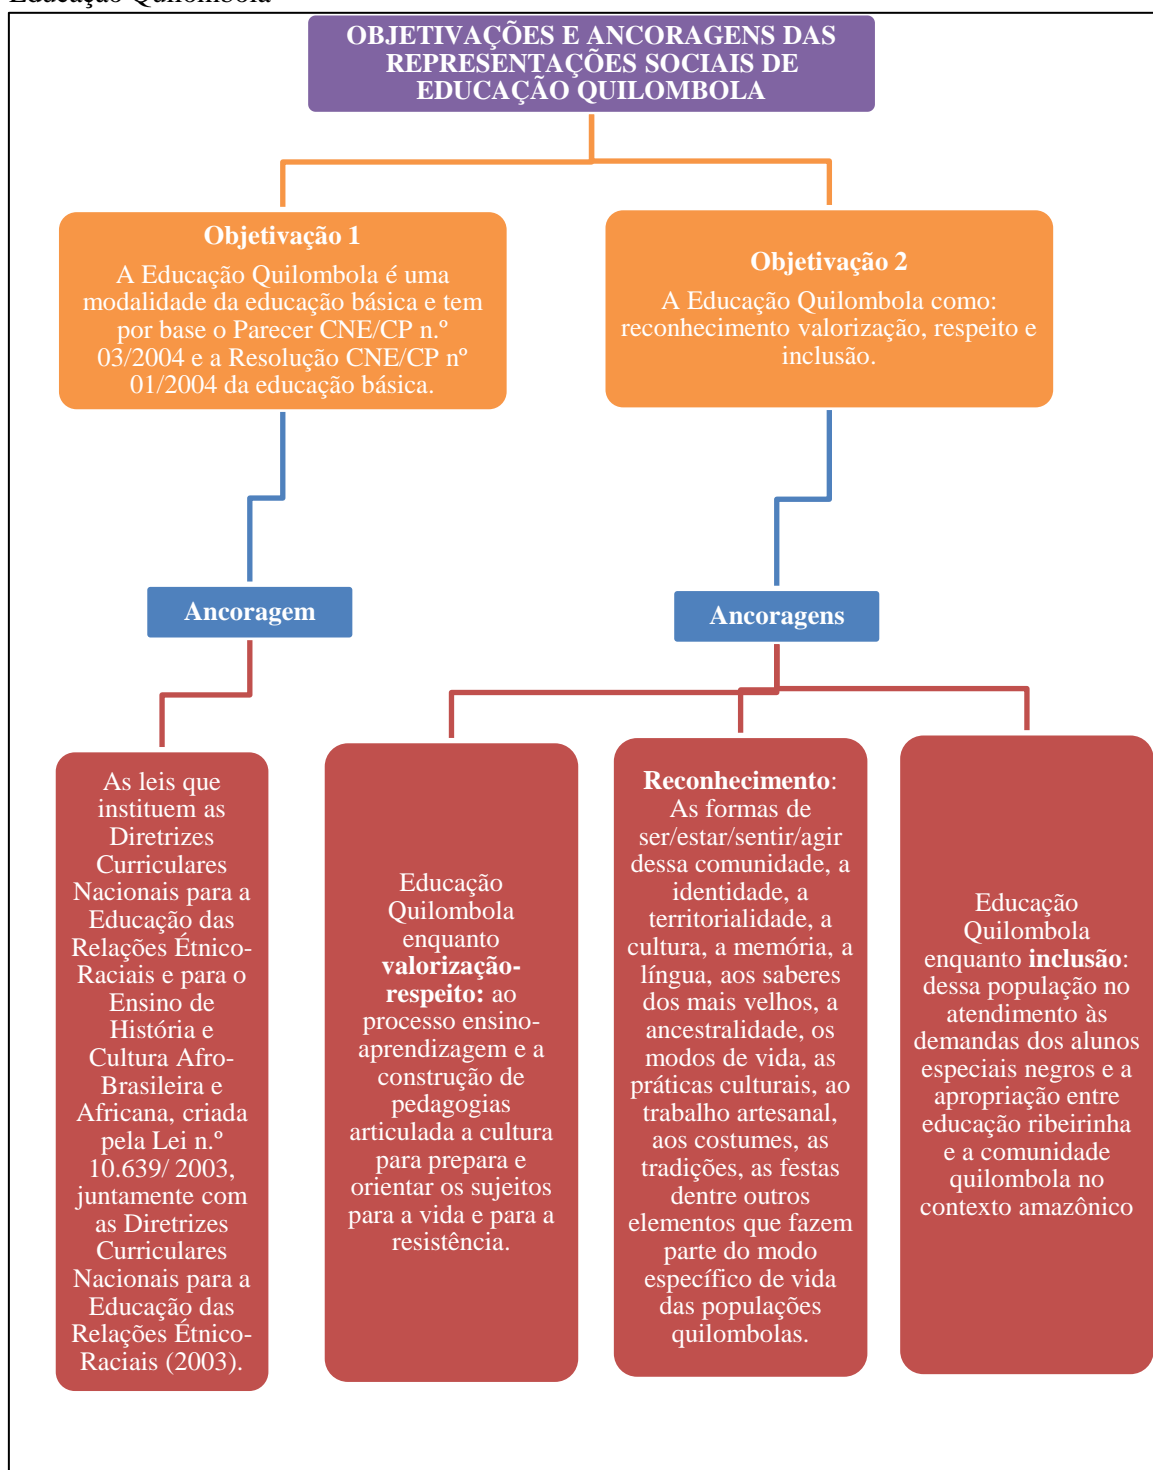 Educação Quilombola
OBJETIVAÇÕES E ANCORAGENS DAS
REPRESENTAÇÕES SOCIAIS DE
EDUCAÇÃO QUILOMBOLA
Objetivação 1
A Educação Quilombola é uma
modalidade da educação básica e tem
por base o Parecer CNE/CP n.º
03/2004 e a Resolução CNE/CP nº
01/2004 da educação básica.
Objetivação 2
A Educação Quilombola como:
reconhecimento valorização, respeito e
inclusão.
Ancoragem
Ancoragens
As leis que
instituem as
Diretrizes
Curriculares
Nacionais para a
Educação das
Relações Étnico-
Raciais e para o
Ensino de
História e
Cultura Afro-
Brasileira e
Africana, criada
pela Lei n.º
10.639/ 2003,
juntamente com
as Diretrizes
Curriculares
Nacionais para a
Educação das
Relações Étnico-
Raciais (2003).
Educação
Quilombola
enquanto
valorização-
respeito: ao
processo ensino-
aprendizagem e a
construção de
pedagogias
articulada a cultura
para prepara e
orientar os sujeitos
para a vida e para a
resistência.
Reconhecimento:
As formas de
ser/estar/sentir/agir
dessa comunidade, a
identidade, a
territorialidade, a
cultura, a memória, a
língua, aos saberes
dos mais velhos, a
ancestralidade, os
modos de vida, as
práticas culturais, ao
trabalho artesanal,
aos costumes, as
tradições, as festas
dentre outros
elementos que fazem
parte do modo
específico de vida
das populações
quilombolas.
Educação
Quilombola
enquanto inclusão:
dessa população no
atendimento às
demandas dos alunos
especiais negros e a
apropriação entre
educação ribeirinha
e a comunidade
quilombola no
contexto amazônico